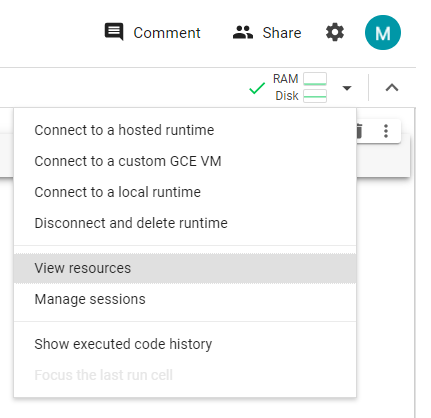 Comment Share M
RAM
Disk
Connect to a hosted runtime
Connect to a custom GCE VM
Connect to a local runtime
Disconnect and delete runtime
View resources
Manage sessions
Show executed code history
Focus the last run cell